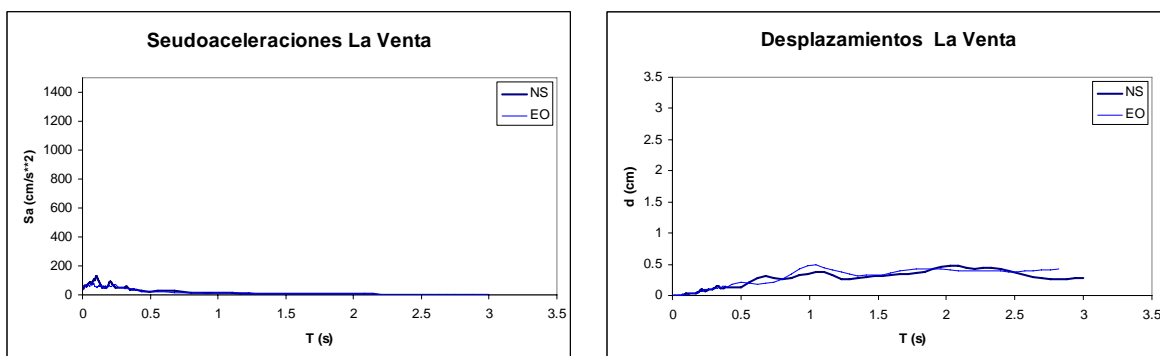 Seudoaceleraciones La Venta
1400
1200
1000
800
600
400
200
0
Sa (cm/s**2)
0 0.5 1 1.5 2 2.5 3 3.5
T (s)
NS
EO
Desplazamientos La Venta
3.5
3
2.5
2
1.5
1
0.5
0
d (cm)
0 0.5 1 1.5 2 2.5 3 3.5
T (s)
NS
EO